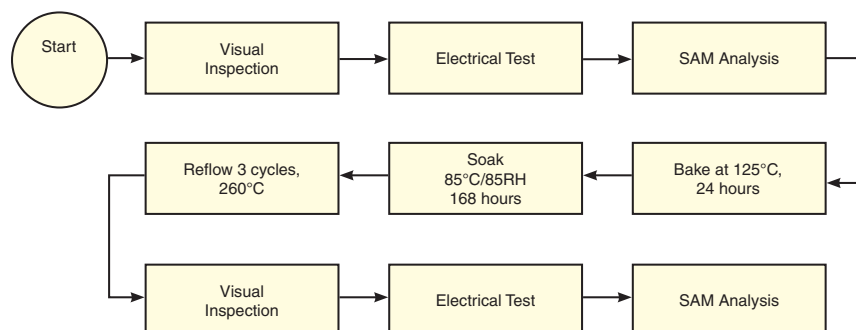 Start
Visual
Inspection
Electrical Test
SAM Analysis
Reflow 3 cycles,
260°C
Soak
85°C/85RH
168 hours
Bake at 125°C,
24 hours
Visual
Inspection
Electrical Test
SAM Analysis